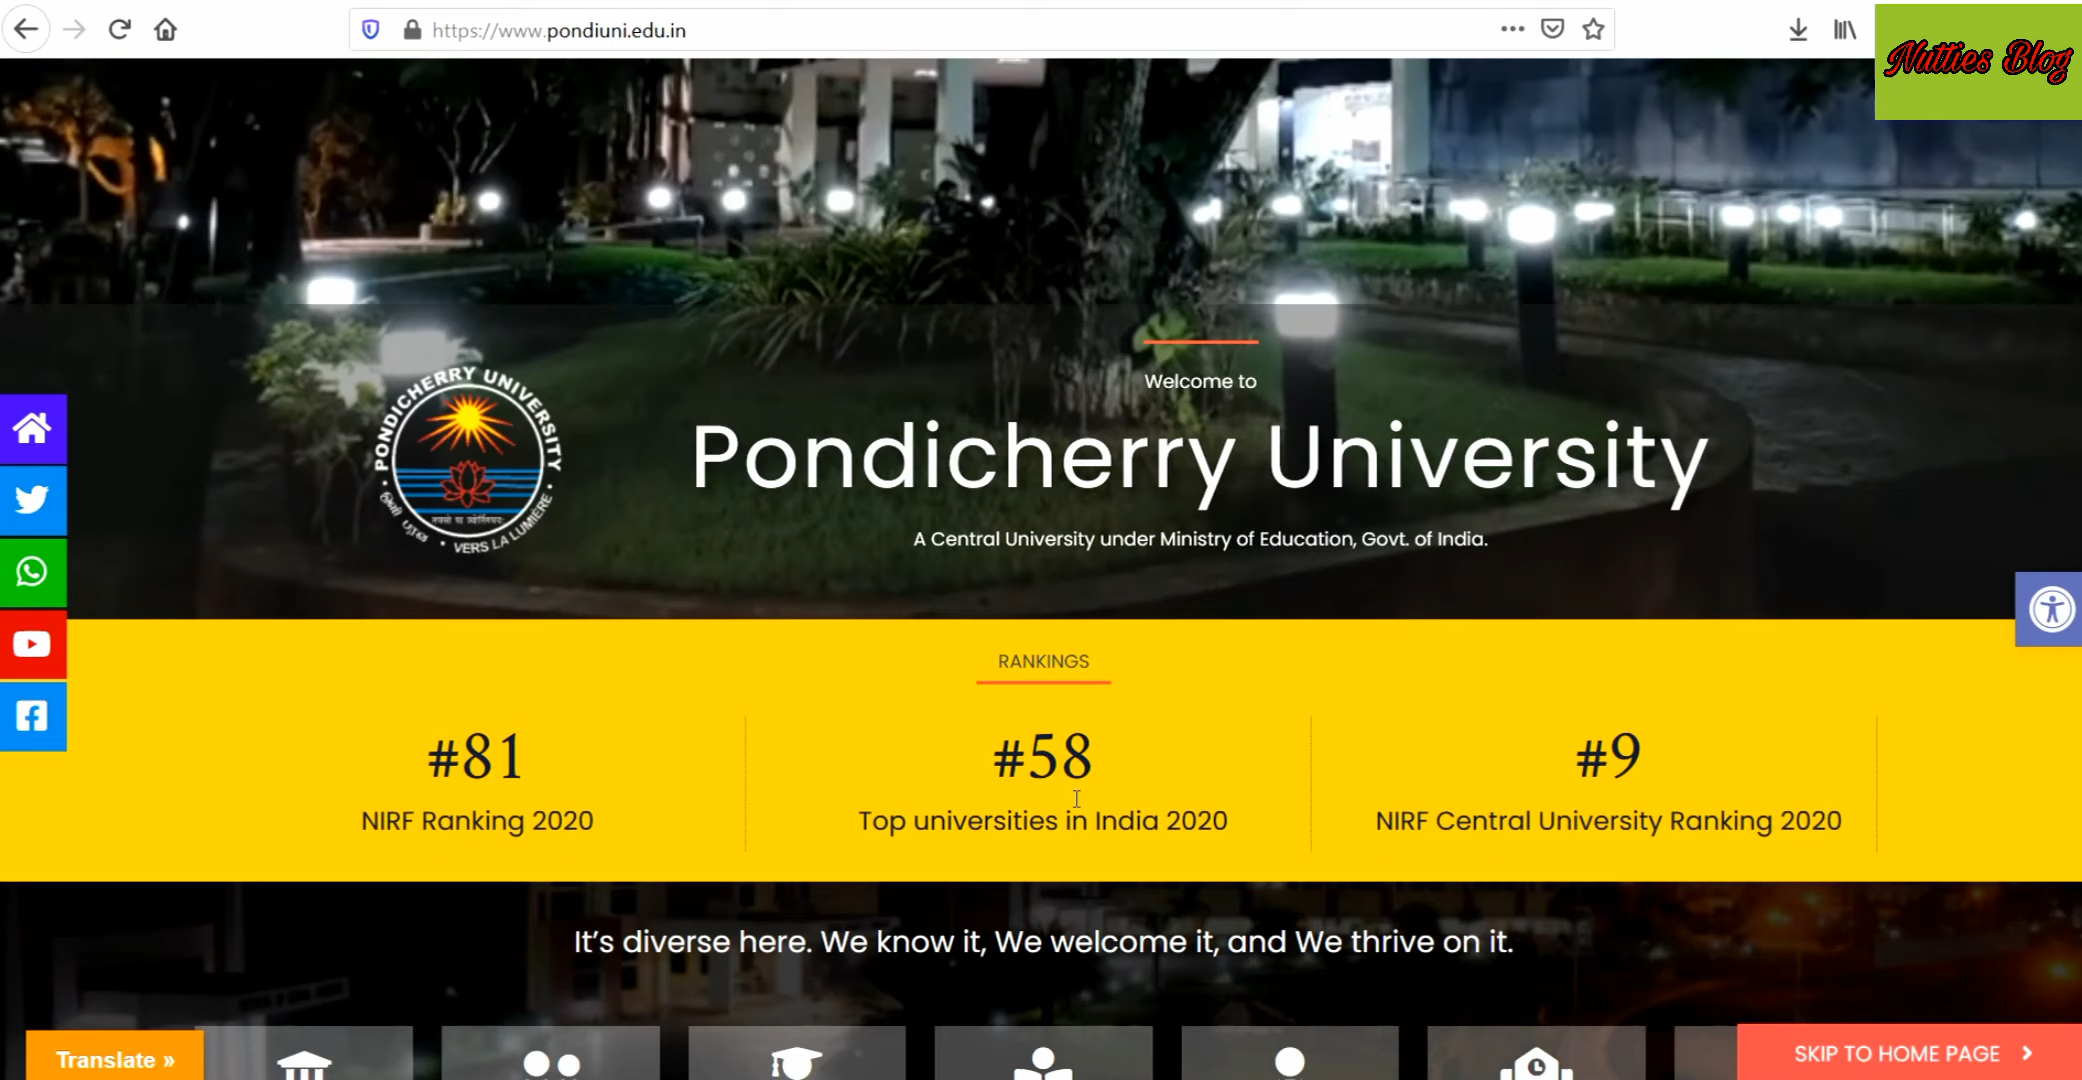 https://www.pondiuni.edu.in
Nutties Blog
PONDICHERRY UNIVERSITY
VERS LA LUMIERE
Welcome to
Pondicherry University
A Central University under Ministry of Education, Govt. of India.
RANKINGS
#81
NIRF Ranking 2020
#58
Top universities in India 2020
#9
NIRF Central University Ranking 2020
It's diverse here. We know it, We welcome it, and We thrive on it.
Translate »
SKIP TO HOME PAGE